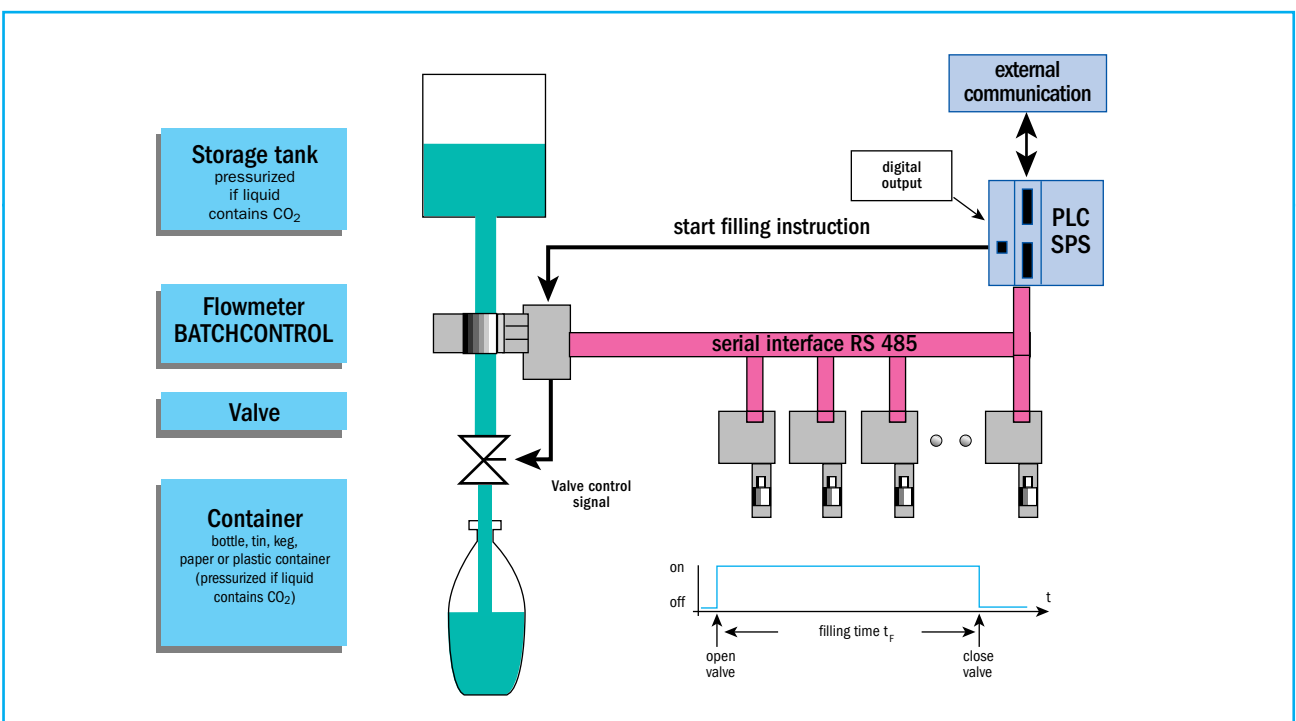 Storage tank
pressurized
if liquid
contains CO₂
Flowmeter
BATCHCONTROL
Valve
Container
bottle, tin, keg,
paper or plastic container
(pressurized if liquid
contains CO₂)
external
communication
digital
output
PLC
SPS
start filling instruction
serial interface RS 485
Valve control
signal
on
off
t
filling time t_F
open
valve
close
valve